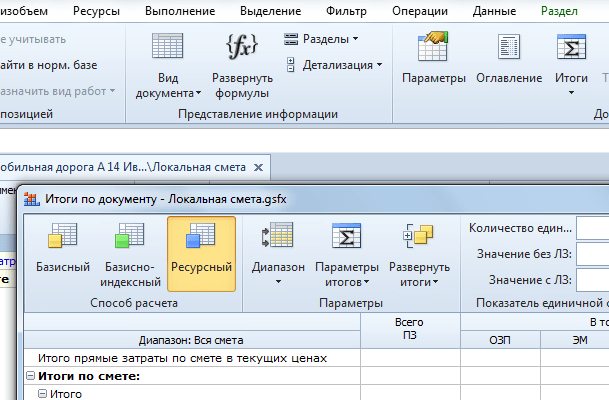 изобъем Ресурсы Выполнение Выделение Фильтр Операции Данные Раздел
е учитывать
айти в норм. базе
азначить вид работ
позицией
Вид документа
Развернуть формулы
Разделы
Детализация
Представление информации
Параметры
Оглавление
Итоги
До
обильная дорога А 14 Ив...\Локальная смета
Итоги по документу - Локальная смета.gsfx
Базисный
Базисно-индексный
Ресурсный
Способ расчета
Диапазон
Параметры итогов
Развернуть итоги
Параметры
Количество един...
Значение без ЛЗ:
Значение с ЛЗ:
Показатель единичной с
Диапазон: Вся смета
Всего ПЗ
В то
ОЗП
ЭМ
Итого прямые затраты по смете в текущих ценах
Итоги по смете:
Итого